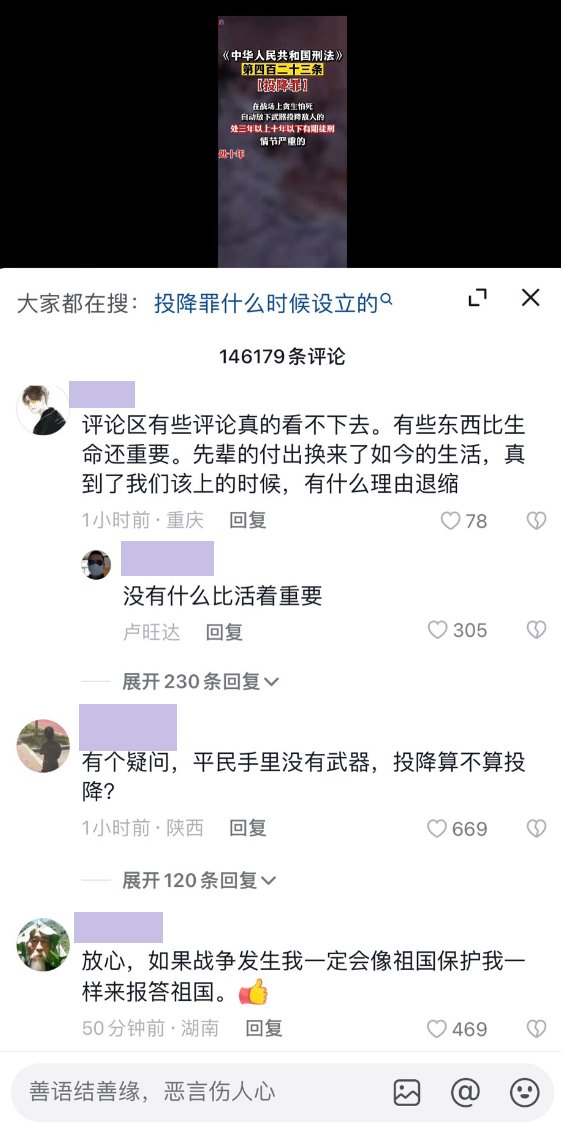 《中华人民共和国刑法》
第四百二十三条
【投降罪】
在战场上贪生怕死
自动放下武器投降敌人的
处三年以上十年以下有期徒刑
情节严重的
处十年
大家都在搜：投降罪什么时候设立的
146179条评论
评论区有些评论真的看不下去。有些东西比生
命还重要。先辈的付出换来了如今的生活，真
到了我们该上的时候，有什么理由退缩
1小时前·重庆 回复 78
没有什么比活着重要
卢旺达 回复 305
展开230条回复
有个疑问，平民手里没有武器，投降算不算投
降？
1小时前·陕西 回复 669
展开120条回复
放心，如果战争发生我一定会像祖国保护我一
样来报答祖国。👍
50分钟前·湖南 回复 469
善语结善缘，恶言伤人心